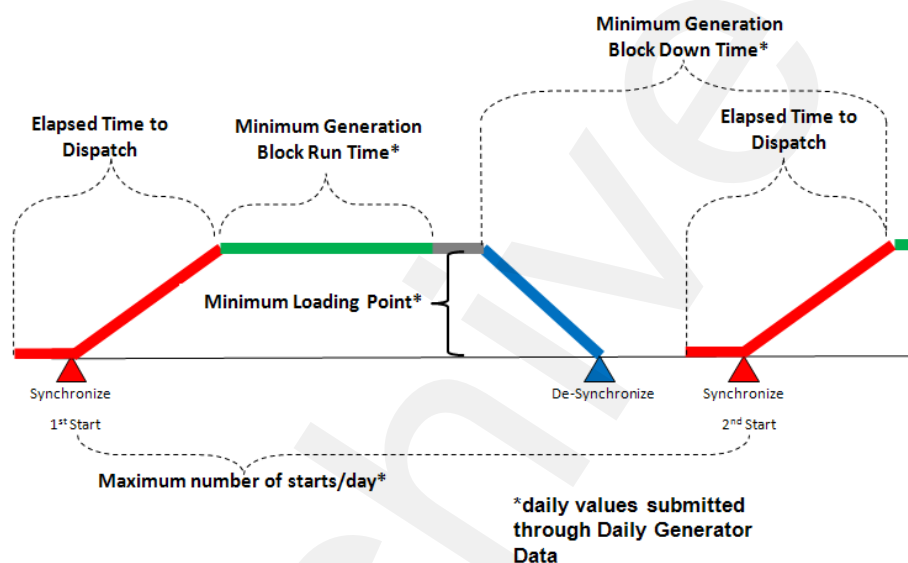 Minimum Generation
Block Down Time*
Elapsed Time to
Dispatch
Minimum Generation
Block Run Time*
Elapsed Time to
Dispatch
Minimum Loading Point*
Synchronize
1st Start
De-Synchronize
Synchronize
2nd Start
Maximum number of starts/day*
*daily values submitted
through Daily Generator
Data